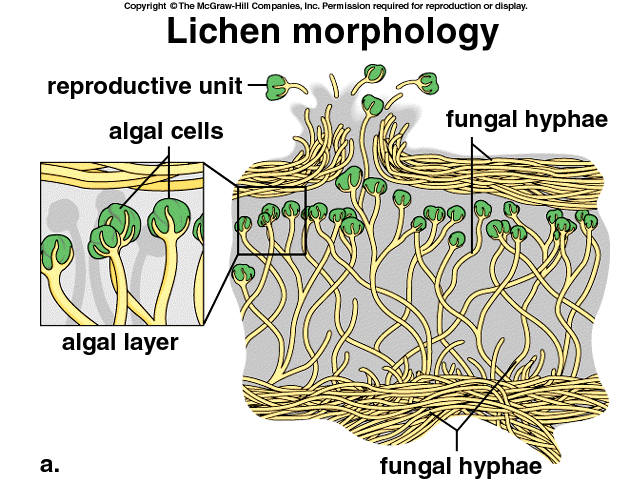 Copyright © The McGraw-Hill Companies, Inc. Permission required for reproduction or display.
Lichen morphology
reproductive unit
algal cells
fungal hyphae
algal layer
a.
fungal hyphae